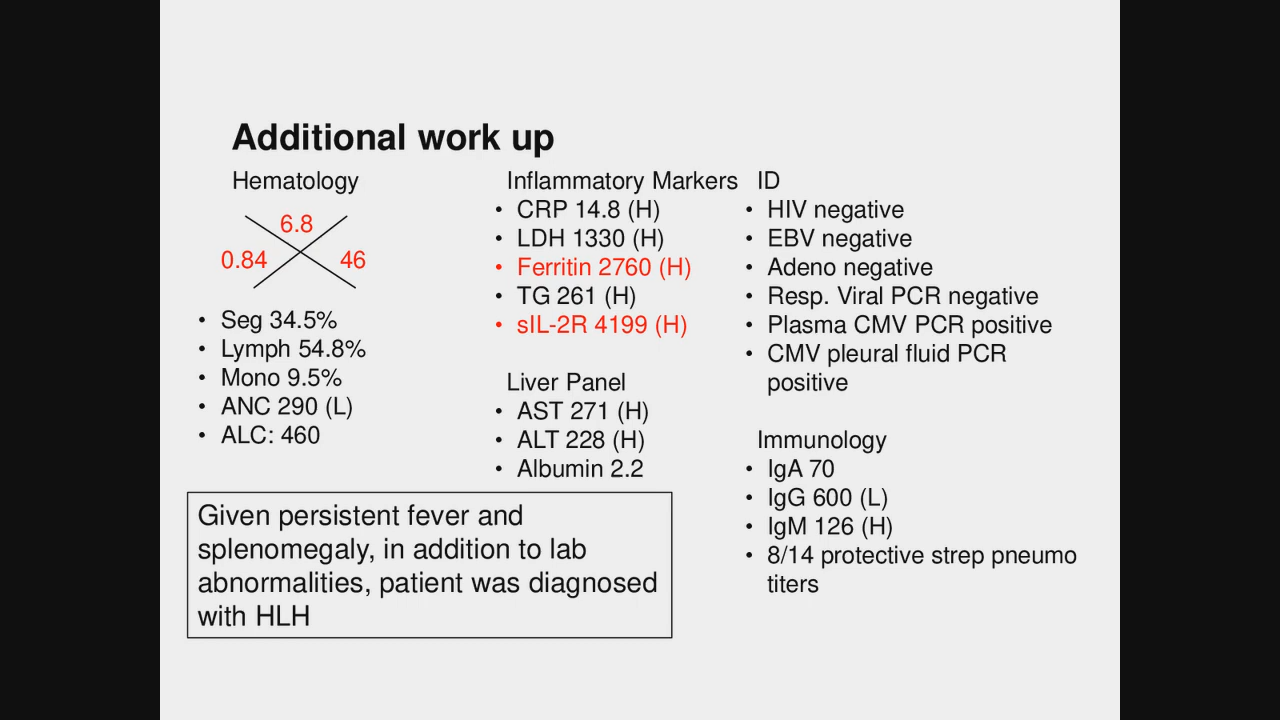 Additional work up
Hematology
6.8
0.84
46
• Seg 34.5%
• Lymph 54.8%
• Mono 9.5%
• ANC 290 (L)
• ALC: 460
Given persistent fever and
splenomegaly, in addition to lab
abnormalities, patient was diagnosed
with HLH
Inflammatory Markers
• CRP 14.8 (H)
• LDH 1330 (H)
• Ferritin 2760 (H)
• TG 261 (H)
• sIL-2R 4199 (H)
Liver Panel
• AST 271 (H)
• ALT 228 (H)
• Albumin 2.2
ID
• HIV negative
• EBV negative
• Adeno negative
• Resp. Viral PCR negative
• Plasma CMV PCR positive
• CMV pleural fluid PCR
positive
Immunology
• IgA 70
• IgG 600 (L)
• IgM 126 (H)
• 8/14 protective strep pneumo
titers